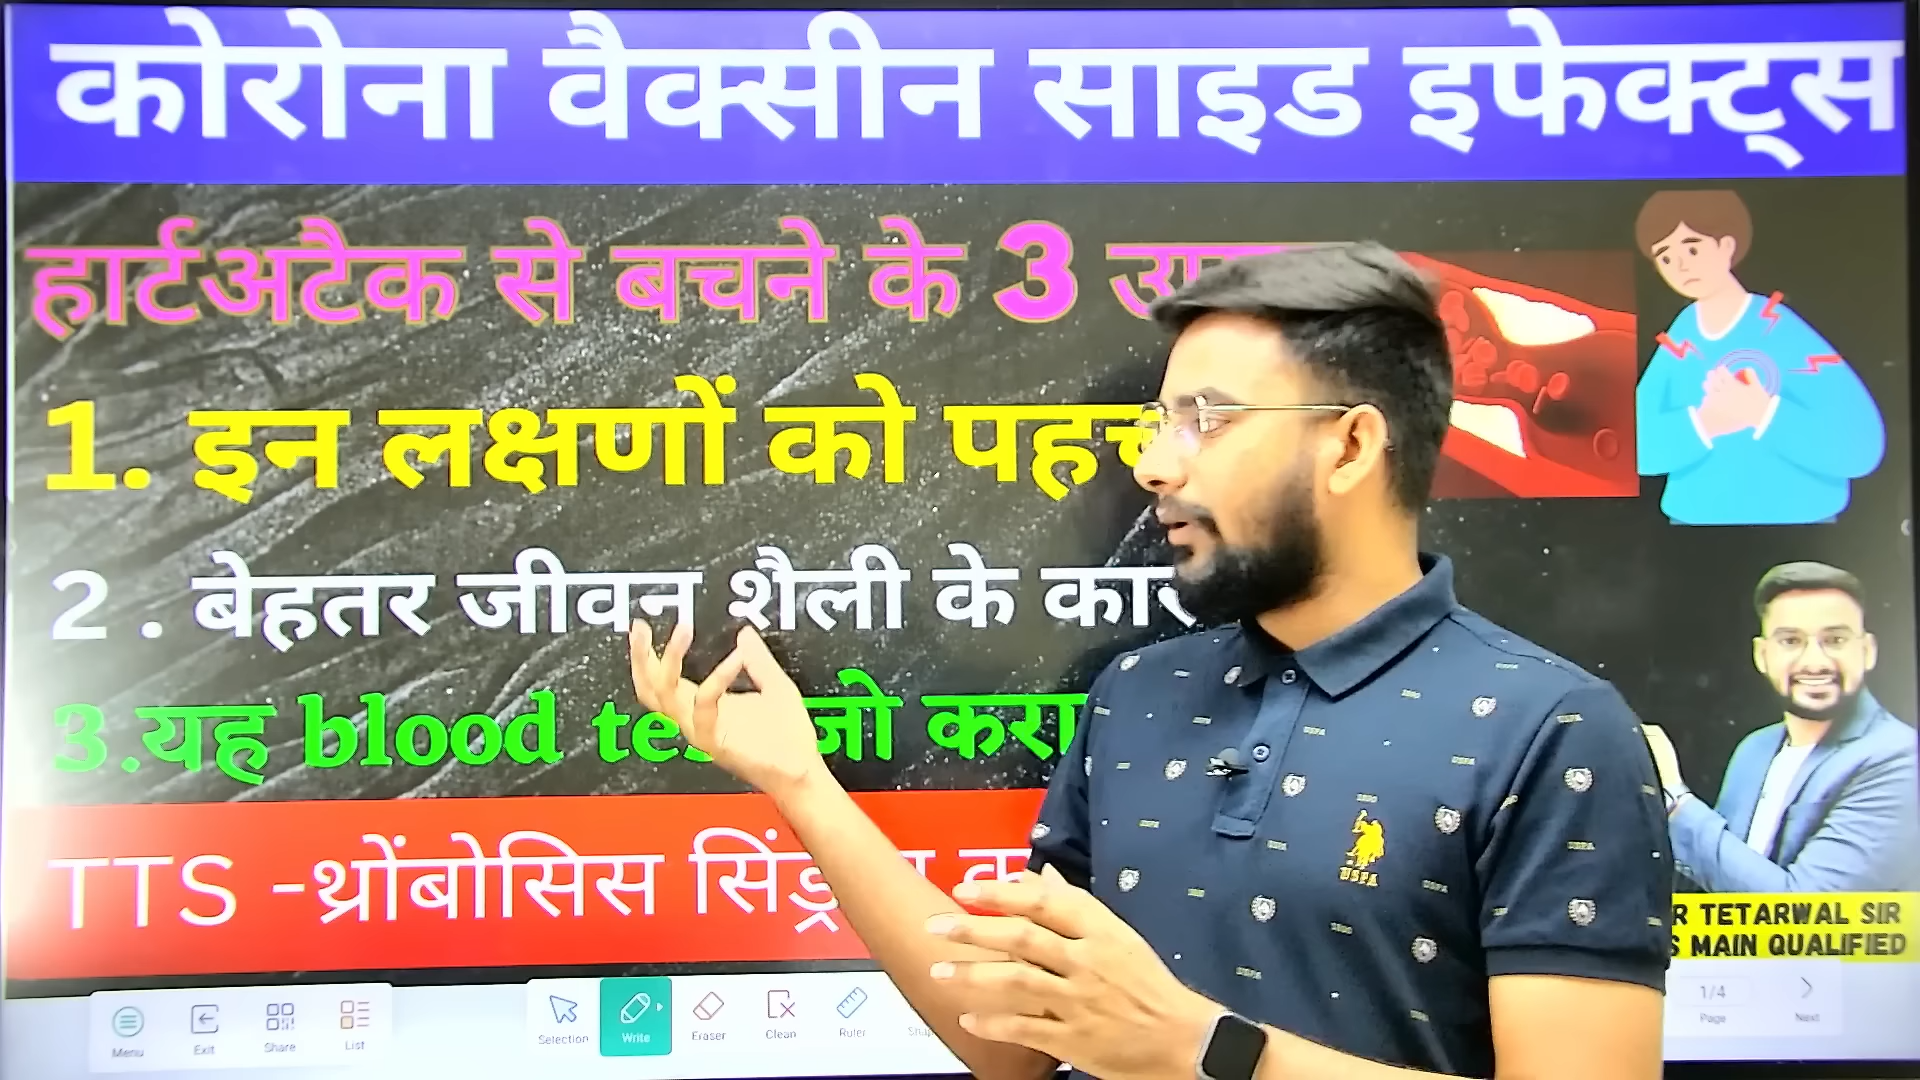 कोरोना वैक्सीन साइड इफेक्ट्स
हार्टअटैक से बचने के 3
1. इन लक्षणों को
2 . बेहतर जीवन शैली के
3.यह blood जो
TTS -थ्रोंबोसिस
TETARWAL SIR
MAIN QUALIFIED
USPA
Menu
Exit
Share
List
Selection
Write
Eraser
Clean
Ruler
1/4
Page
Next